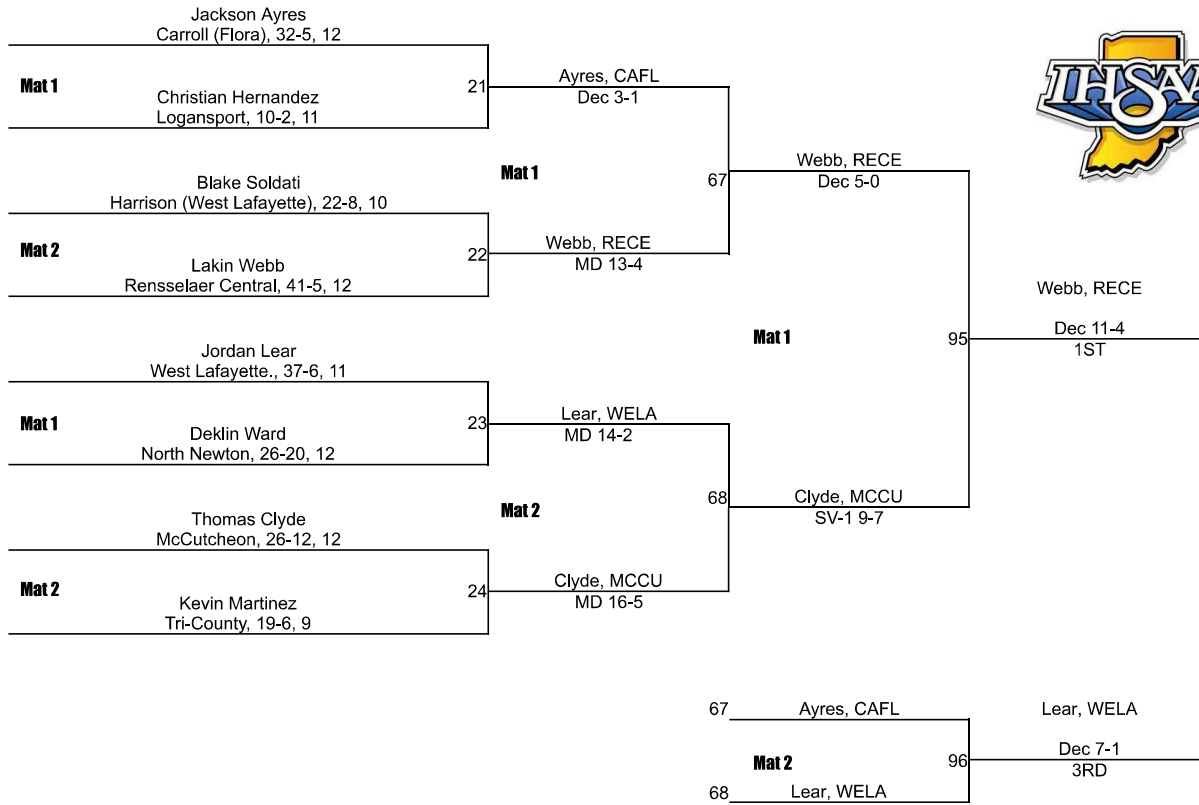 Jackson Ayres
Carroll (Flora), 32-5, 12
Mat 1
21
Christian Hernandez
Logansport, 10-2, 11
Ayres, CAFL
Dec 3-1
Mat 1
67
Blake Soldati
Harrison (West Lafayette), 22-8, 10
Mat 2
22
Lakin Webb
Rensselaer Central, 41-5, 12
Webb, RECE
MD 13-4
Webb, RECE
Dec 5-0
Mat 1
95
Webb, RECE
Dec 11-4
1ST
Jordan Lear
West Lafayette., 37-6, 11
Mat 1
23
Deklin Ward
North Newton, 26-20, 12
Lear, WELA
MD 14-2
Mat 2
68
Clyde, MCCU
SV-1 9-7
Thomas Clyde
McCutcheon, 26-12, 12
Mat 2
24
Kevin Martinez
Tri-County, 19-6, 9
Clyde, MCCU
MD 16-5
67
Ayres, CAFL
Mat 2
96
68
Lear, WELA
Lear, WELA
Dec 7-1
3RD
IHSAA